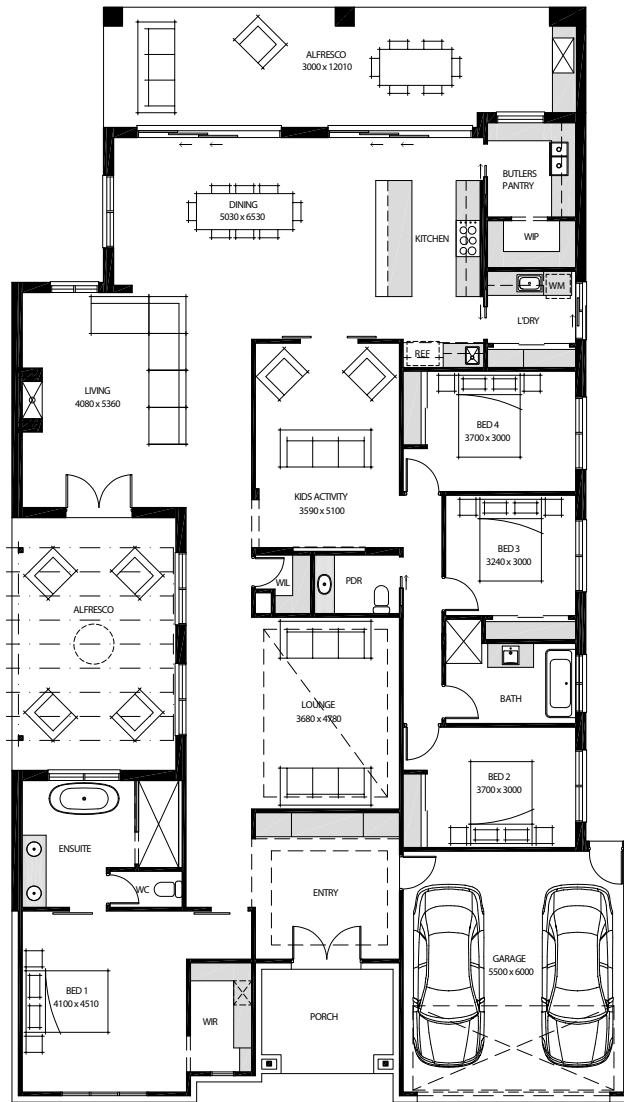 ALFRESCO
3000 x 12010
BUTLERS
PANTRY
DINING
5030 x 6530
KITCHEN
WIP
WM
L'DRY
REF
LIVING
4080 x 5360
BED 4
3700 x 3000
KIDS ACTIVITY
3590 x 5100
BED 3
3240 x 3000
WIL
PDR
ALFRESCO
LOUNGE
3680 x 4780
BATH
BED 2
3700 x 3000
ENSUITE
WC
ENTRY
GARAGE
5500 x 6000
BED 1
4100 x 4510
WIR
PORCH